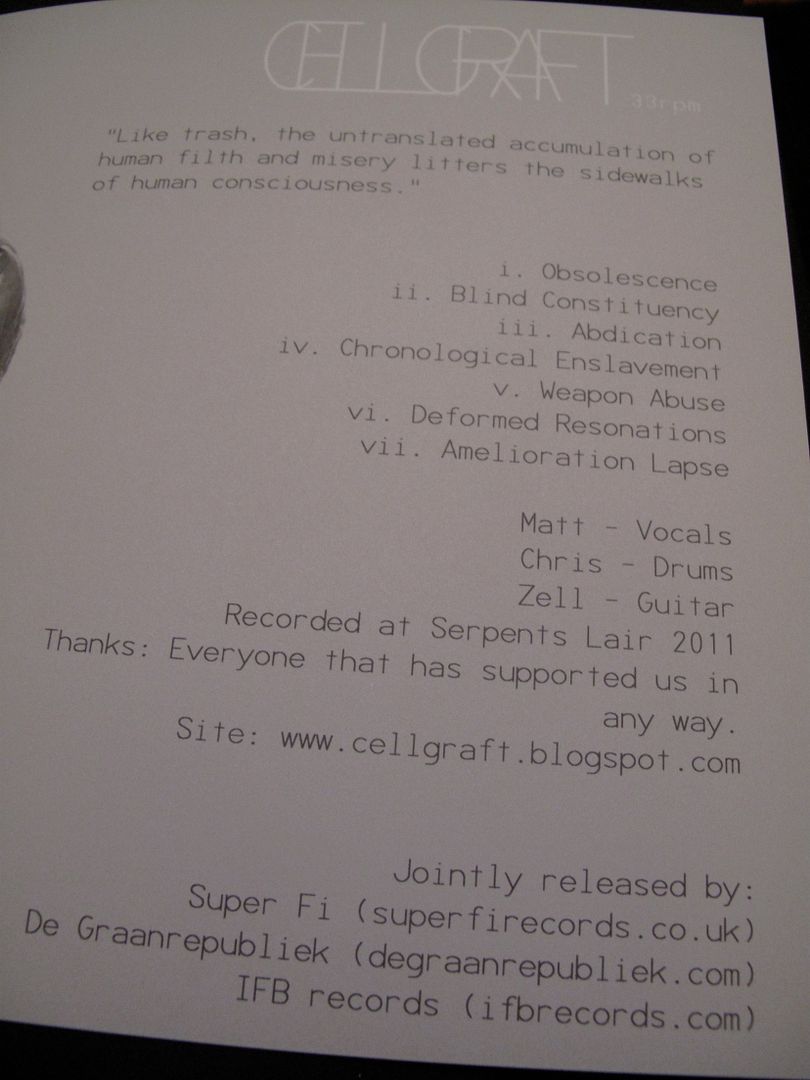 CELLGRAFT
33rpm
"Like trash, the untranslated accumulation of
human filth and misery litters the sidewalks
of human consciousness."
i. Obsolescence
ii. Blind Constituency
iii. Abdication
iv. Chronological Enslavement
v. Weapon Abuse
vi. Deformed Resonations
vii. Amelioration Lapse
Matt - Vocals
Chris - Drums
Zell - Guitar
Recorded at Serpents Lair 2011
Thanks: Everyone that has supported us in
any way.
Site: www.cellgraft.blogspot.com
Jointly released by:
Super Fi (superfirecords.co.uk)
De Graanrepubliek (degraanrepubliek.com)
IFB records (ifbrecords.com)